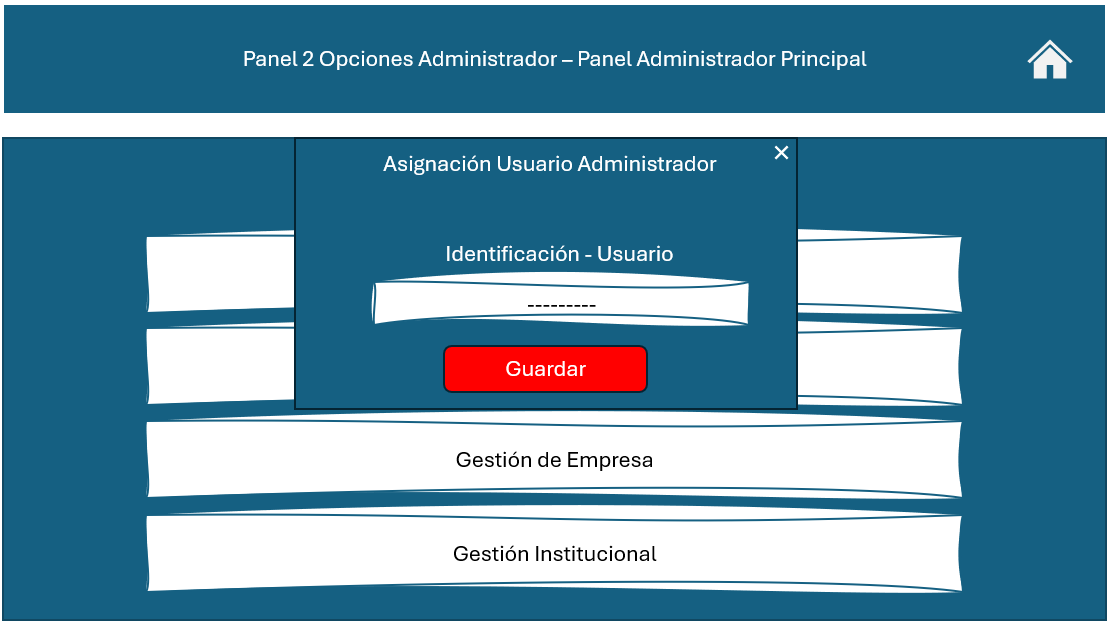 Panel 2 Opciones Administrador – Panel Administrador Principal
Asignación Usuario Administrador
Identificación - Usuario
---------
Guardar
Gestión de Empresa
Gestión Institucional